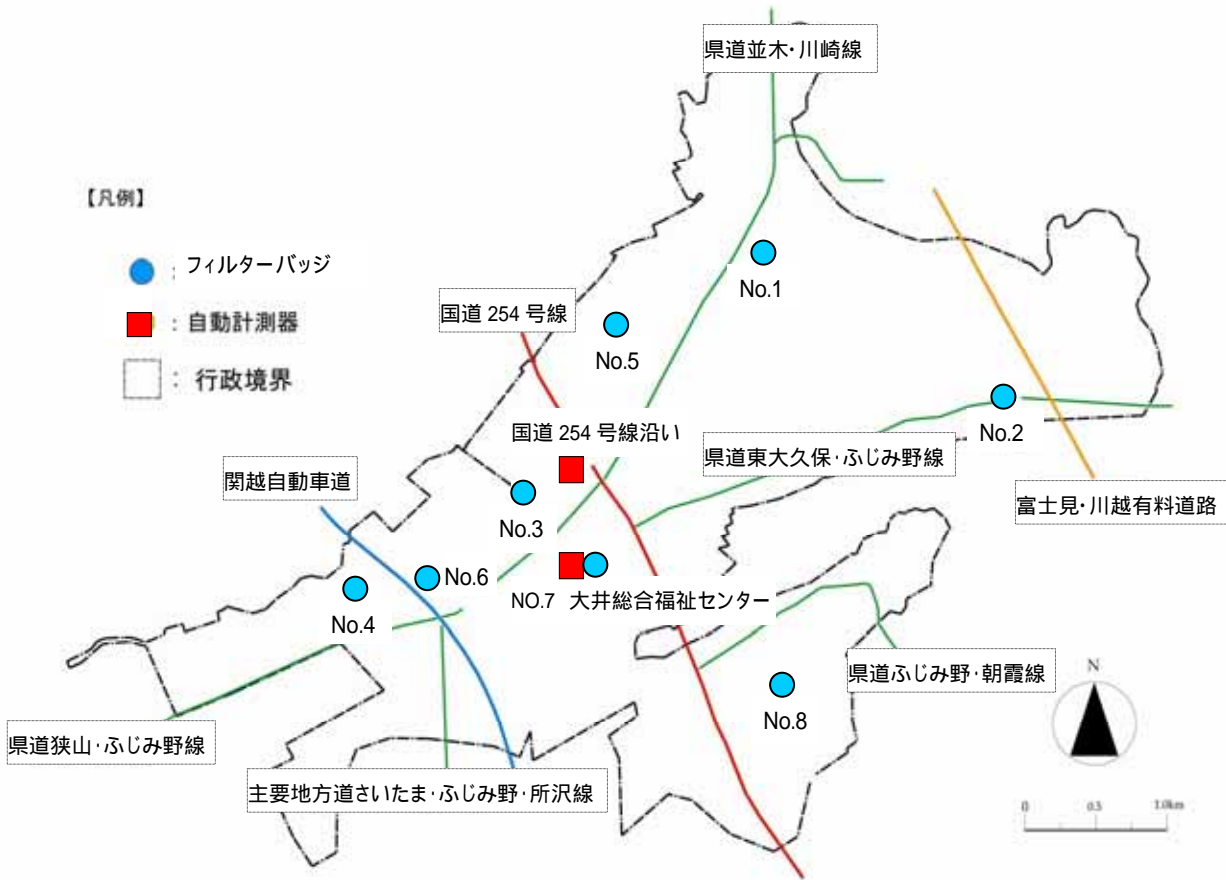 県道並木･川崎線
【凡例】
：フィルターバッジ
：自動計測器
：行政境界
No.1
国道 254 号線
No.5
No.2
国道 254 号線沿い
県道東大久保･ふじみ野線
関越自動車道
富士見･川越有料道路
No.3
No.6
No.4
NO.7 大井総合福祉センター
県道ふじみ野･朝霞線
N
No.8
県道狭山･ふじみ野線
主要地方道さいたま･ふじみ野･所沢線
0 0.5 1.0km